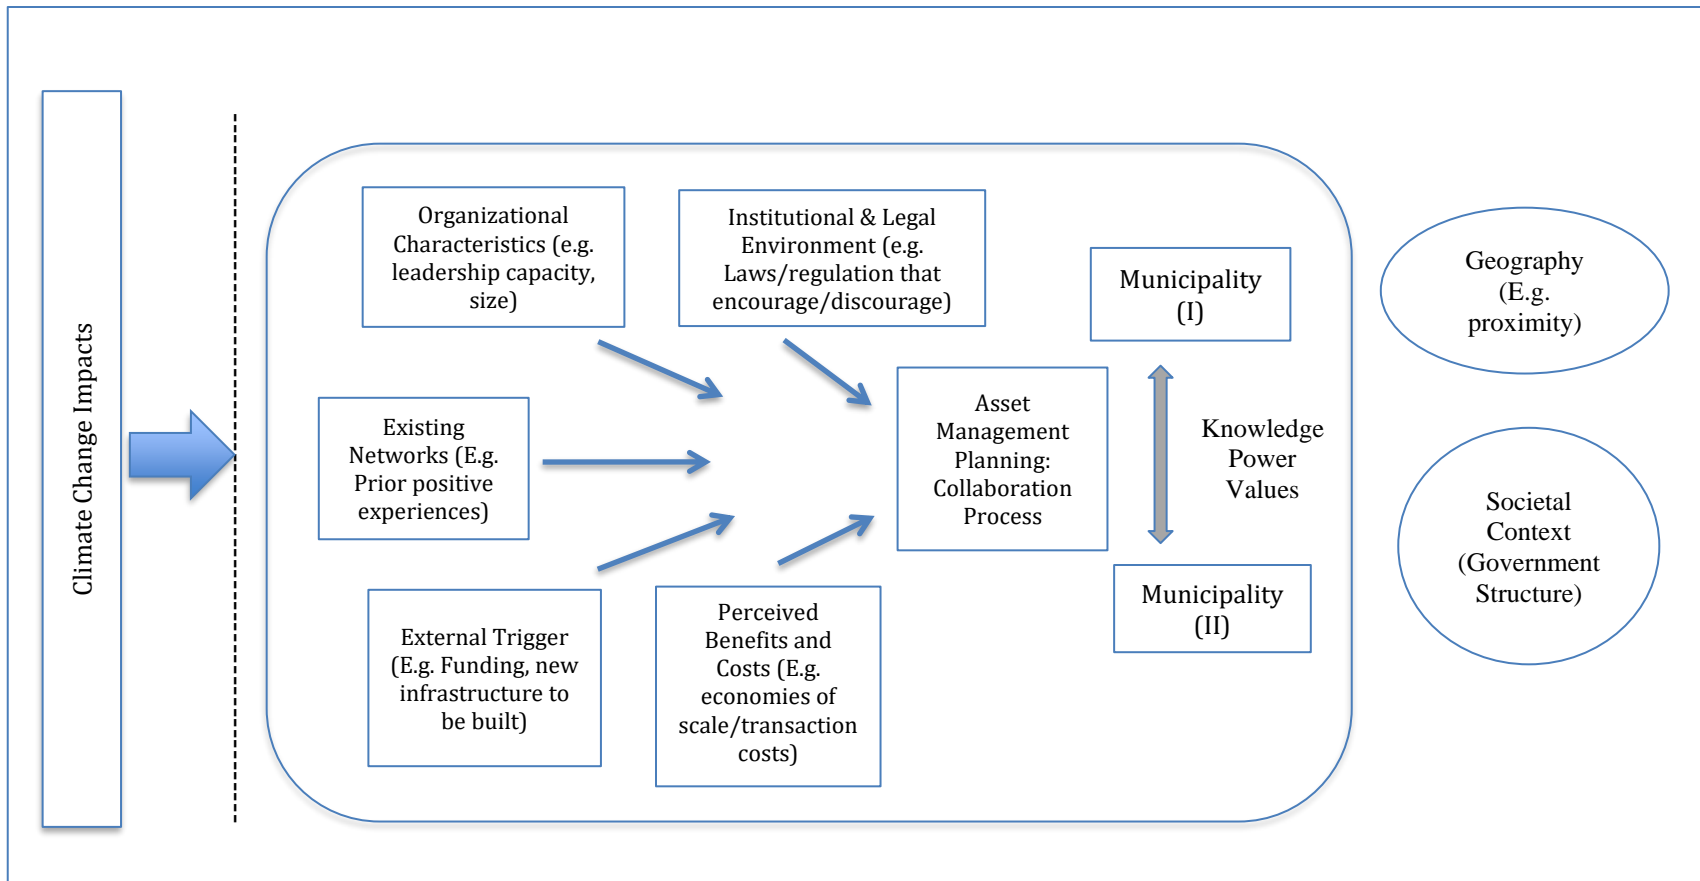 Climate Change Impacts
Organizational
Characteristics (e.g.
leadership capacity,
size)
Institutional & Legal
Environment (e.g.
Laws/regulation that
encourage/discourage)
Existing
Networks (E.g.
Prior positive
experiences)
External Trigger
(E.g. Funding, new
infrastructure to
be built)
Perceived
Benefits and
Costs (E.g.
economies of
scale/transaction
costs)
Asset
Management
Planning:
Collaboration
Process
Municipality
(I)
Knowledge
Power
Values
Municipality
(II)
Geography
(E.g.
proximity)
Societal
Context
(Government
Structure)